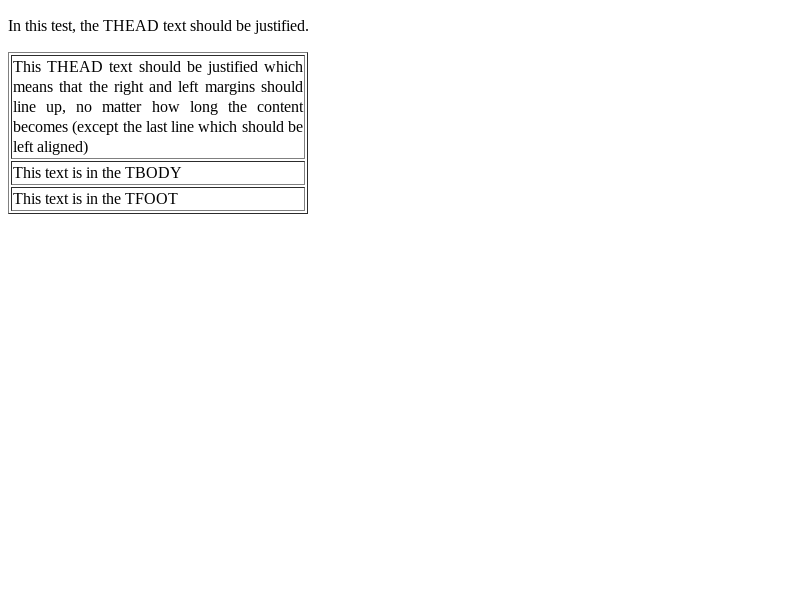 In this test, the THEAD text should be justified.
This THEAD text should be justified which
means that the right and left margins should
line up, no matter how long the content
becomes (except the last line which should be
left aligned)
This text is in the TBODY
This text is in the TFOOT